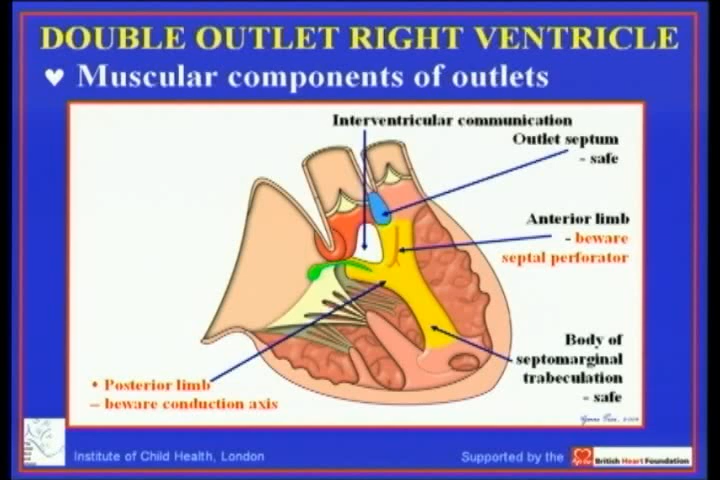 DOUBLE OUTLET RIGHT VENTRICLE
♥ Muscular components of outlets
Interventricular communication
Outlet septum
- safe
Anterior limb
- beware
septal perforator
Body of
septomarginal
trabeculation
- safe
• Posterior limb
– beware conduction axis
Institute of Child Health, London
Supported by the
British Heart Foundation